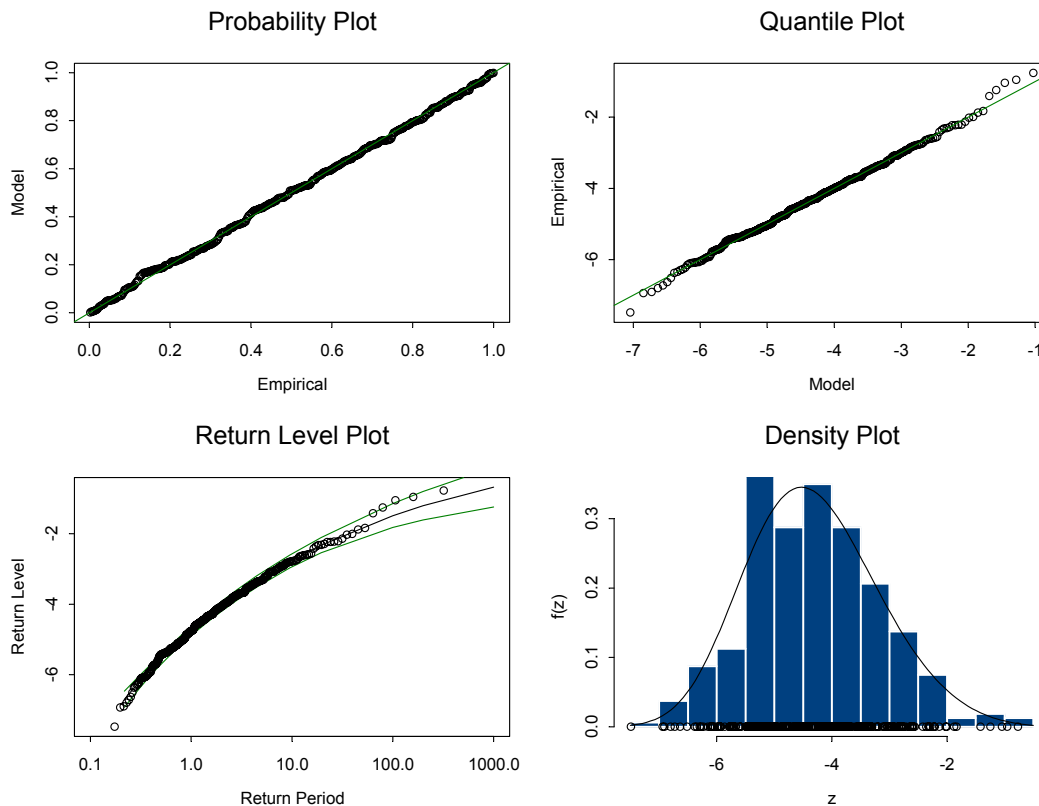 Probability Plot
Model
0.0 0.2 0.4 0.6 0.8 1.0
0.0 0.2 0.4 0.6 0.8 1.0
Empirical
Quantile Plot
Empirical
-6 -4 -2
-7 -6 -5 -4 -3 -2 -1
Model
Return Level Plot
Return Level
-6 -4 -2
0.1 1.0 10.0 100.0 1000.0
Return Period
Density Plot
f(z)
0.0 0.1 0.2 0.3
-6 -4 -2
z